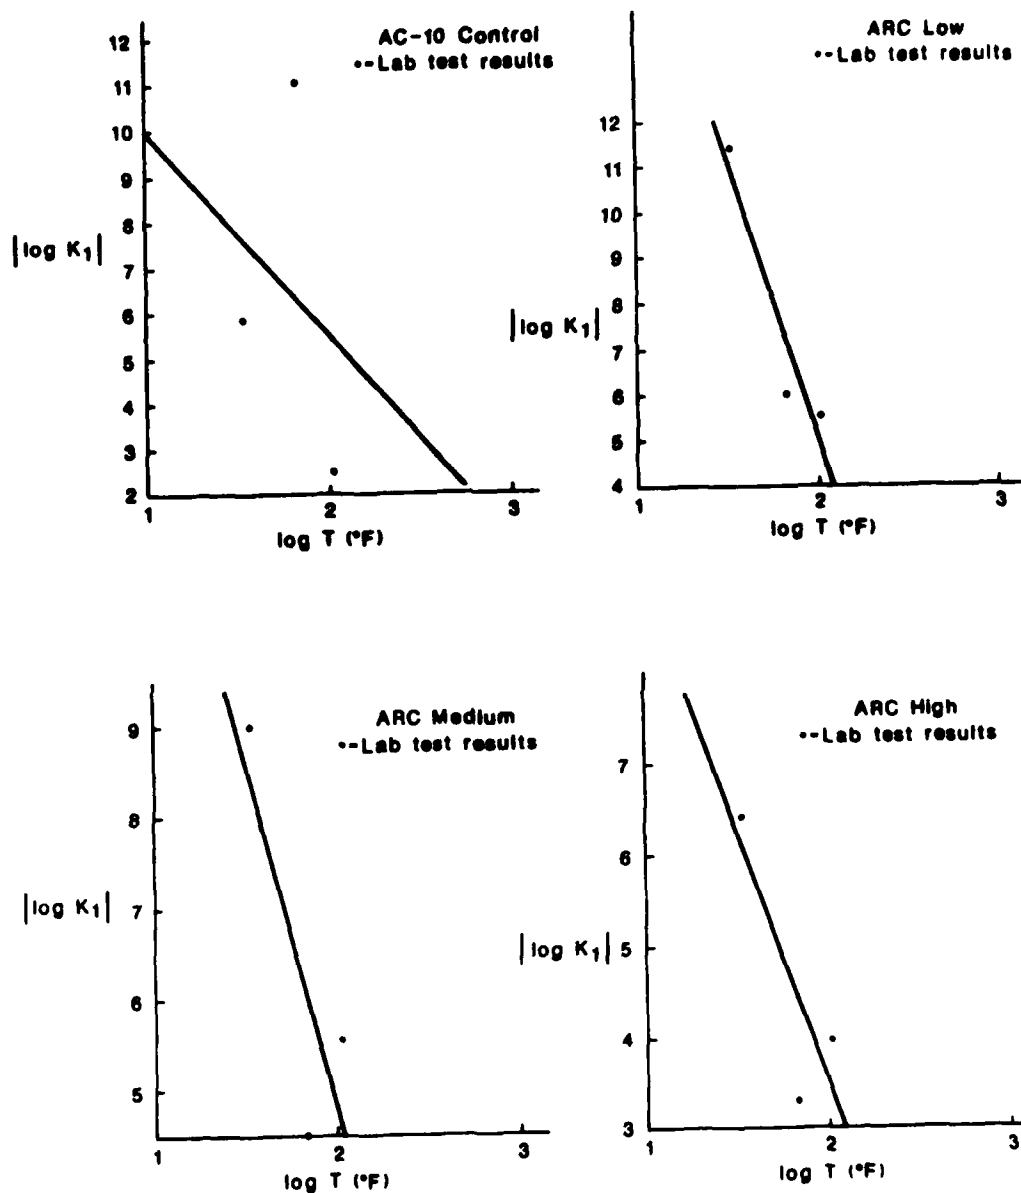 AC-10 Control
•-Lab test results
12
11
10
9
8
7
6
5
4
3
2
|log K1|
1 2 3
log T (°F)
ARC Low
•-Lab test results
12
11
10
9
8
7
6
5
4
|log K1|
1 2 3
log T (°F)
ARC Medium
•-Lab test results
9
8
7
6
5
|log K1|
1 2 3
log T (°F)
ARC High
•-Lab test results
7
6
5
4
3
|log K1|
1 2 3
log T (°F)